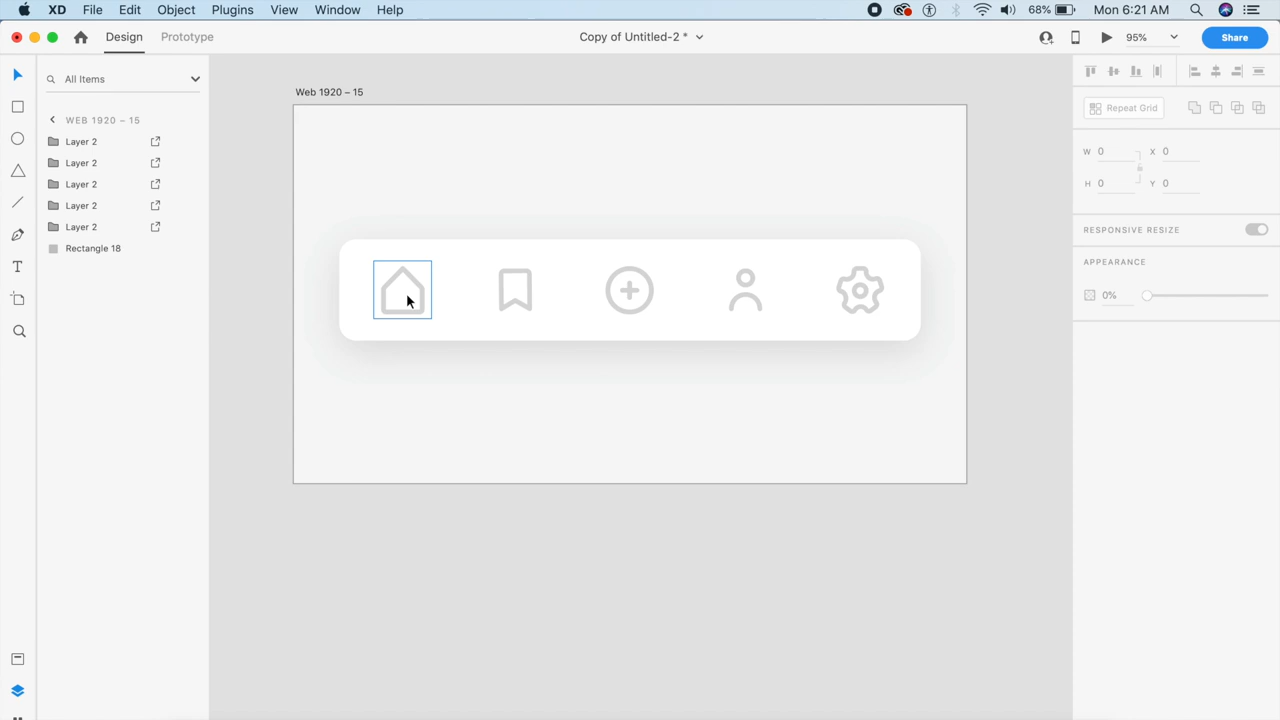 XD File Edit Object Plugins View Window Help 68% Mon 6:21 AM
Design Prototype Copy of Untitled-2 * 95% Share
All Items
WEB 1920 – 15
Layer 2
Layer 2
Layer 2
Layer 2
Layer 2
Rectangle 18
Web 1920 – 15
Repeat Grid
W 0 X 0
H 0 Y 0
RESPONSIVE RESIZE
APPEARANCE
0%